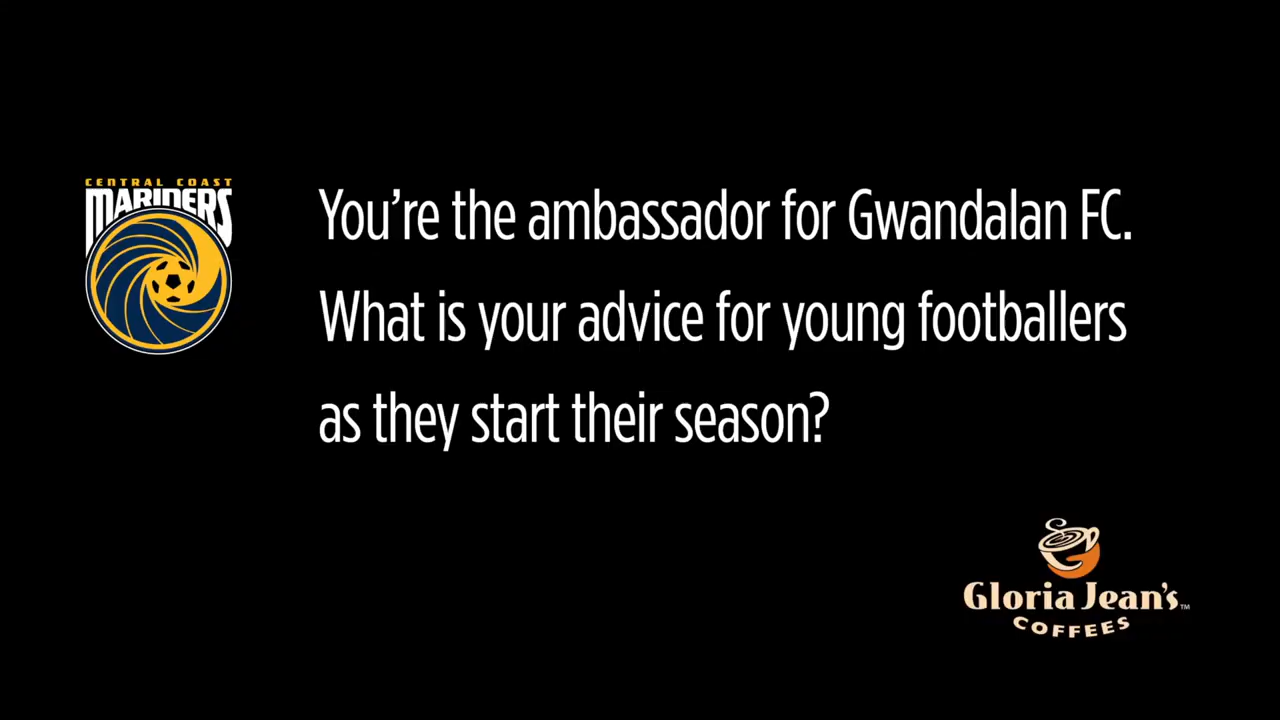 CENTRAL COAST
MARINERS
You're the ambassador for Gwandalan FC.
What is your advice for young footballers
as they start their season?
Gloria Jean's™
COFFEES